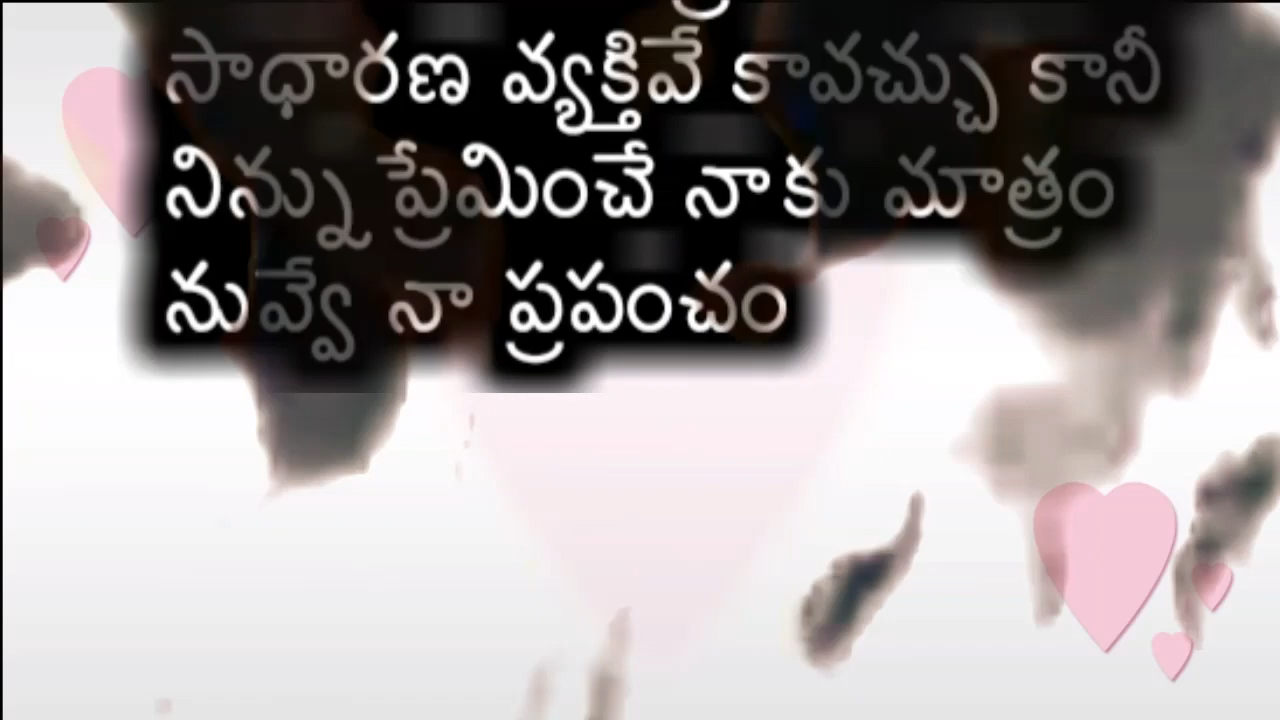 సాధారణ వ్యక్తివే కావచ్చు కానీ
నిన్ను ప్రేమించే నాకు మాత్రం
నువ్వే నా ప్రపంచం